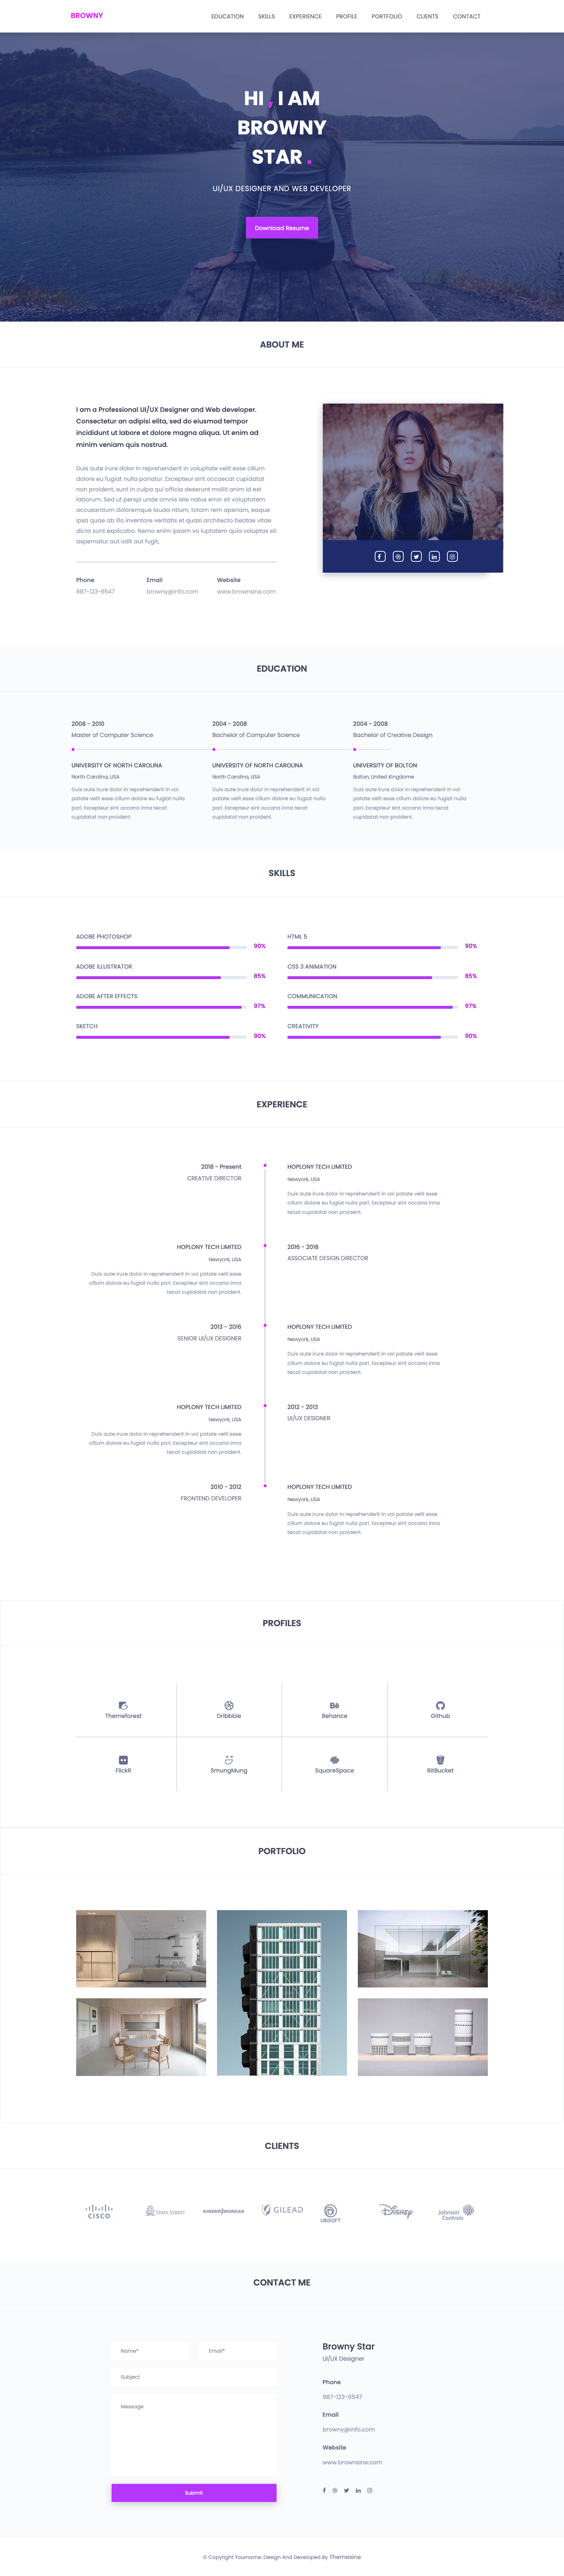 BROWNY
EDUCATION SKILLS EXPERIENCE PROFILE PORTFOLIO CLIENTS CONTACT
HI , I AM
BROWNY
STAR .
UI/UX DESIGNER AND WEB DEVELOPER
Download Resume
ABOUT ME
I am a Professional UI/UX Designer and Web developer.
Consectetur an adipisi elita, sed do eiusmod tempor
incididunt ut labore et dolore magna aliqua. Ut enim ad
minim veniam quis nostrud.
Duis aute irure dolor in reprehenderit in voluptate velit esse cillum
dolore eu fugiat nulla pariatur. Excepteur sint occaecat cupidatat
non proident, sunt in culpa qui officia deserunt mollit anim id est
laborum. Sed ut perspi unde omnis iste natus error sit voluptatem
accusantium doloremque lauda ntium, totam rem aperiam, eaque
ipsa quae ab illo inventore veritatis et quasi architecto beatae vitae
dicta sunt explicabo. Nemo enim ipsam vo luptatem quia voluptas sit
aspernatur aut odit aut fugit,
Phone
987-123-6547
Email
browny@info.com
Website
www.brownsine.com
EDUCATION
2008 - 2010
Master of Computer Science
UNIVERSITY OF NORTH CAROLINA
North Carolina, USA
Duis aute irure dolor in reprehenderit in vol
patate velit esse cillum dolore eu fugiat nulla
pari. Excepteur sint occana inna tecat
cupidatat non proident.
2004 - 2008
Bachelor of Computer Science
UNIVERSITY OF NORTH CAROLINA
North Carolina, USA
Duis aute irure dolor in reprehenderit in vol
patate velit esse cillum dolore eu fugiat nulla
pari. Excepteur sint occana inna tecat
cupidatat non proident.
2004 - 2008
Bachelor of Creative Design
UNIVERSITY OF BOLTON
Bolton, United Kingdome
Duis aute irure dolor in reprehenderit in vol
patate velit esse cillum dolore eu fugiat nulla
pari. Excepteur sint occana inna tecat
cupidatat non proident.
SKILLS
ADOBE PHOTOSHOP
90%
ADOBE ILLUSTRATOR
85%
ADOBE AFTER EFFECTS
97%
SKETCH
90%
HTML 5
90%
CSS 3 ANIMATION
85%
COMMUNICATION
97%
CREATIVITY
90%
EXPERIENCE
2018 - Present
CREATIVE DIRECTOR
HOPLONY TECH LIMITED
Newyork, USA
Duis aute irure dolor in reprehenderit in vol patate velit esse
cillum dolore eu fugiat nulla pari. Excepteur sint occana inna
tecat cupidatat non proident.
HOPLONY TECH LIMITED
Newyork, USA
Duis aute irure dolor in reprehenderit in vol patate velit esse
cillum dolore eu fugiat nulla pari. Excepteur sint occana inna
tecat cupidatat non proident.
2016 - 2018
ASSOCIATE DESIGN DIRECTOR
2013 - 2016
SENIOR UI/UX DESIGNER
HOPLONY TECH LIMITED
Newyork, USA
Duis aute irure dolor in reprehenderit in vol patate velit esse
cillum dolore eu fugiat nulla pari. Excepteur sint occana inna
tecat cupidatat non proident.
HOPLONY TECH LIMITED
Newyork, USA
Duis aute irure dolor in reprehenderit in vol patate velit esse
cillum dolore eu fugiat nulla pari. Excepteur sint occana inna
tecat cupidatat non proident.
2012 - 2013
UI/UX DESIGNER
2010 - 2012
FRONTEND DEVELOPER
HOPLONY TECH LIMITED
Newyork, USA
Duis aute irure dolor in reprehenderit in vol patate velit esse
cillum dolore eu fugiat nulla pari. Excepteur sint occana inna
tecat cupidatat non proident.
PROFILES
Themeforest
Dribbble
Bē
Behance
Github
FlickR
SmungMung
SquareSpace
BitBucket
PORTFOLIO
CLIENTS
CISCO.
STATE STREET
KINDER MORGAN
GILEAD
UBISOFT
Disney
Johnson
Controls
CONTACT ME
Name*
Email*
Subject
Message
Submit
Browny Star
UI/UX Designer
Phone
987-123-6547
Email
browny@info.com
Website
www.brownsine.com
© Copyright Yourname. Design And Developed By Themesine